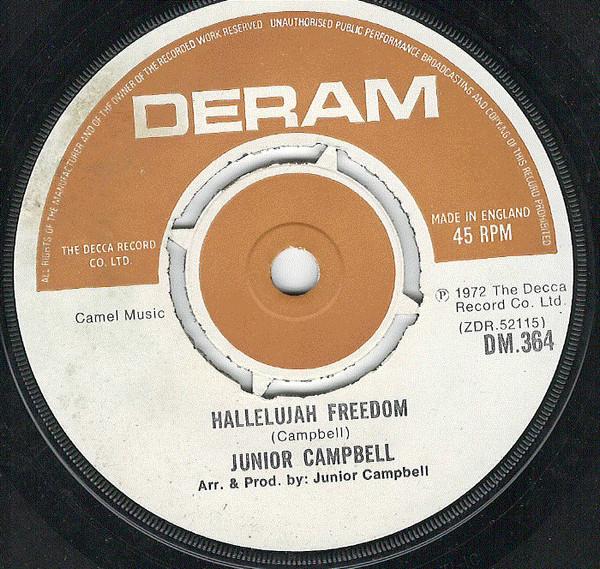 ALL RIGHTS OF THE MANUFACTURER AND OF THE OWNER OF THE RECORDED WORK RESERVED UNAUTHORISED PUBLIC PERFORMANCE BROADCASTING AND COPYING OF THIS RECORD PROHIBITED
DERAM
THE DECCA RECORD
CO. LTD.
MADE IN ENGLAND
45 RPM
Camel Music
℗ 1972 The Decca
Record Co. Ltd.
(ZDR.52115)
DM.364
HALLELUJAH FREEDOM
(Campbell)
JUNIOR CAMPBELL
Arr. & Prod. by: Junior Campbell